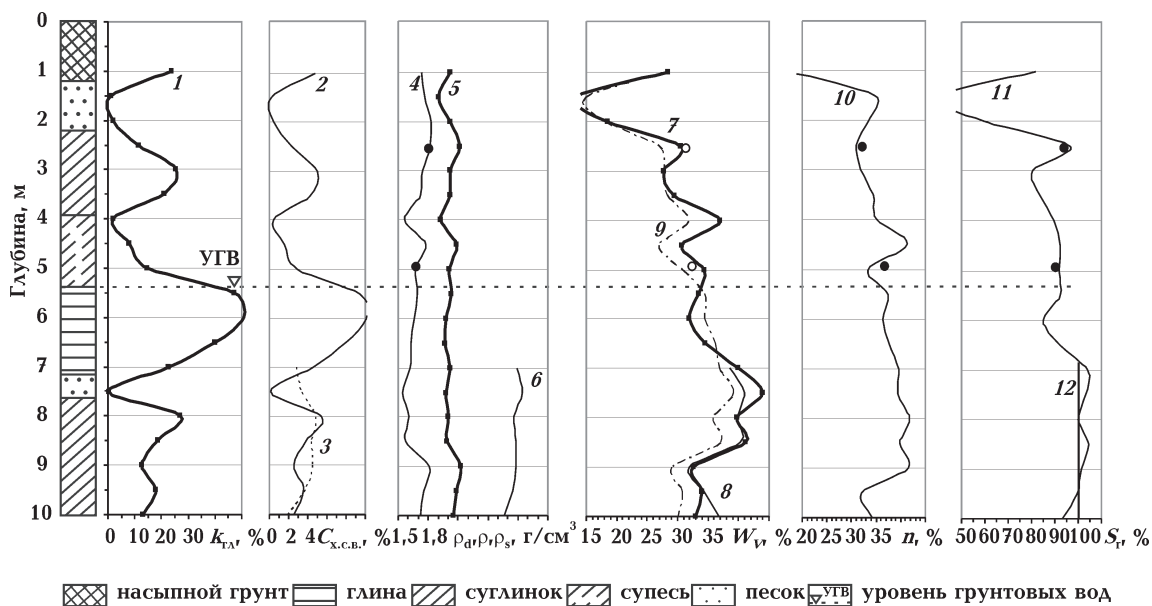 Глубина, м
0
1
2
3
4
5
6
7
8
9
10
УГВ
1
2
3
4
5
6
7
8
9
10
11
12
0 10 20 30 kгл, %
0 2 4 Cх.с.в., %
1,5 1,8 ρd, ρ, ρs, г/см³
15 25 35 WV, %
20 25 35 n, %
50 60 70 80 90 100 Sr, %
насыпной грунт глина суглинок супесь песок УГВ уровень грунтовых вод